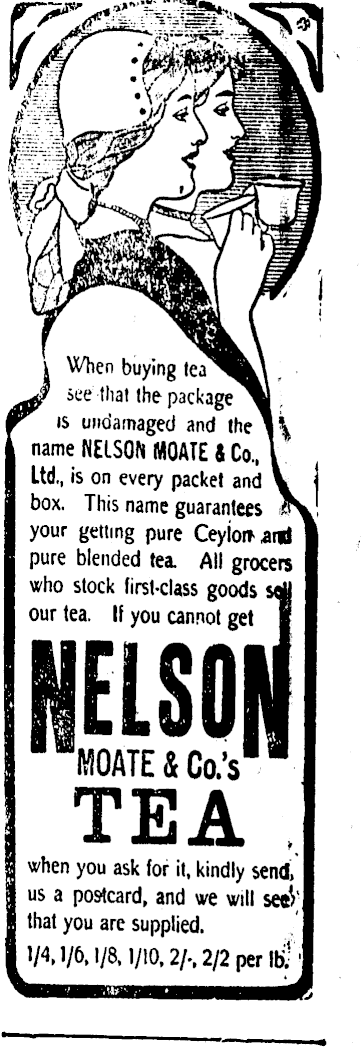 When buying tea
see that the package
is undamaged and the
name NELSON MOATE & Co.,
Ltd., is on every packet and
box. This name guarantees
your getting pure Ceylon and
pure blended tea. All grocers
who stock first-class goods sell
our tea. If you cannot get
NELSON
MOATE & Co.'s
TEA
when you ask for it, kindly send
us a postcard, and we will see
that you are supplied.
1/4, 1/6, 1/8, 1/10, 2/-, 2/2 per lb.